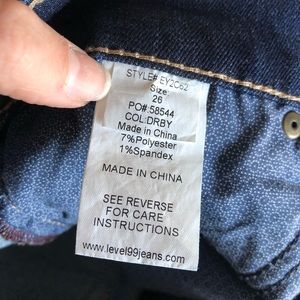 STYLE# EY2C62
Size:
26
PO# 58544
COL:DRBY
Made in China
7%Polyester
1%Spandex
MADE IN CHINA
SEE REVERSE
FOR CARE
INSTRUCTIONS
www.level99jeans.com